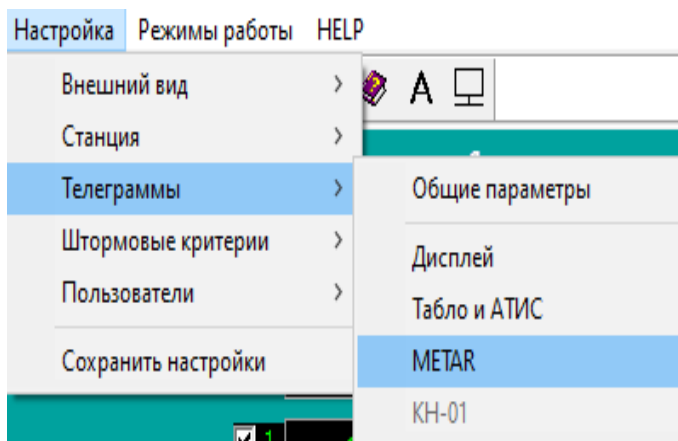 Настройка Режимы работы HELP
Внешний вид
A
Станция
Телеграммы
Общие параметры
Штормовые критерии
Дисплей
Пользователи
Табло и АТИС
Сохранить настройки
METAR
КН-01
1